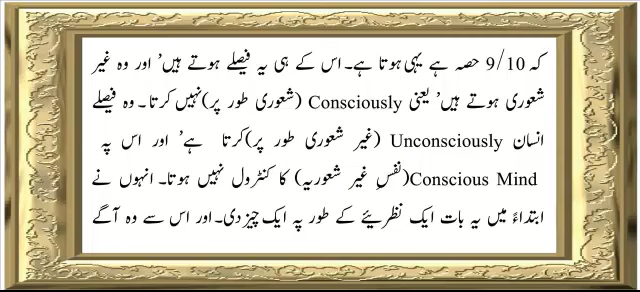 کہ 9/10 حصہ ہے یہی ہوتا ہے۔ اس کے ہی یہ فیصلے ہوتے ہیں’ اور وہ غیر
شعوری ہوتے ہیں’ یعنی Consciously (شعوری طور پر)نہیں کرتا۔ وہ فیصلے
انسان Unconsciously (غیر شعوری طور پر)کرتا ہے’ اور اس پہ
Conscious Mind(نفسِ غیر شعوریہ) کا کنٹرول نہیں ہوتا۔ انہوں نے
ابتداءً میں یہ بات ایک نظریئے کے طور پہ ایک چیز دی۔اور اس سے وہ آگے